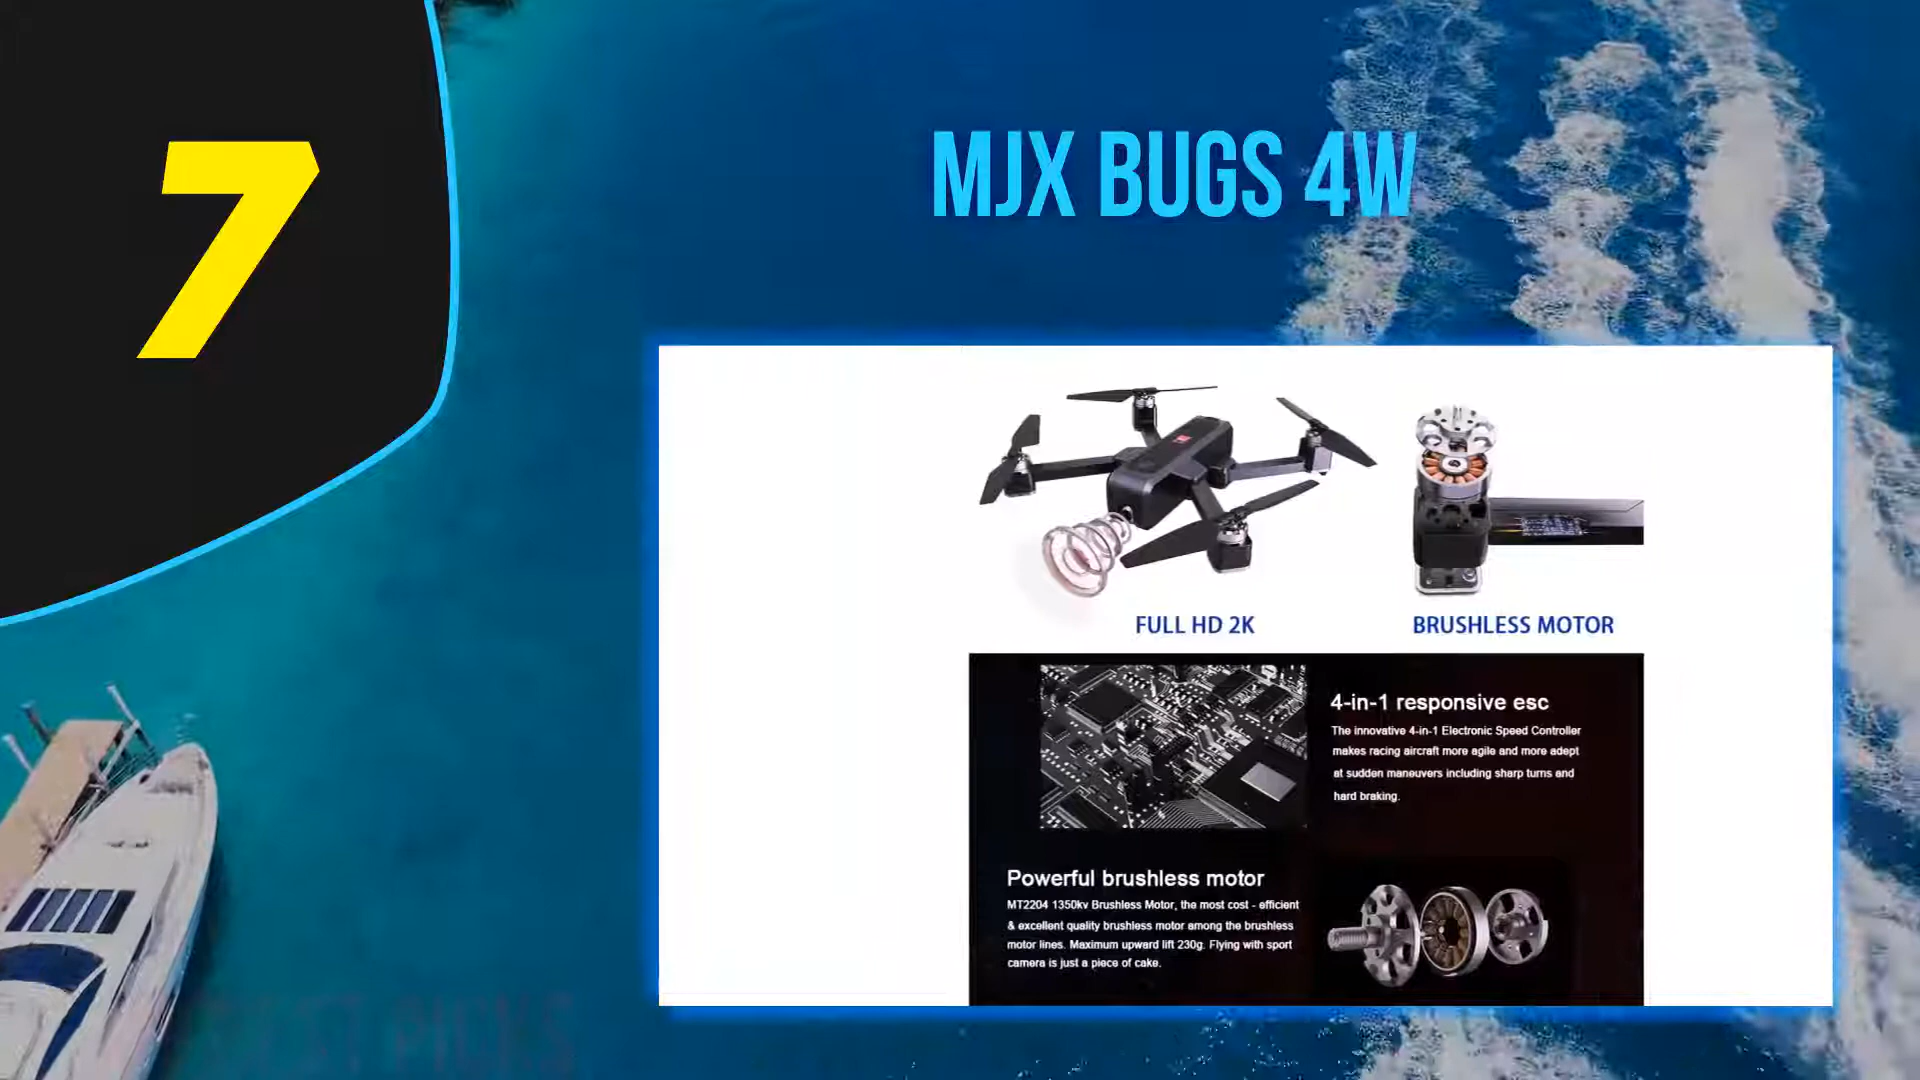 7
MJX BUGS 4W
FULL HD 2K
BRUSHLESS MOTOR
4-in-1 responsive esc
The innovative 4-in-1 Electronic Speed Controller
makes racing aircraft more agile and more adept
at sudden maneuvers including sharp turns and
hard braking.
Powerful brushless motor
MT2204 1350kv Brushless Motor, the most cost - efficient
& excellent quality brushless motor among the brushless
motor lines. Maximum upward lift 230g. Flying with sport
camera is just a piece of cake.
BEST PICKS